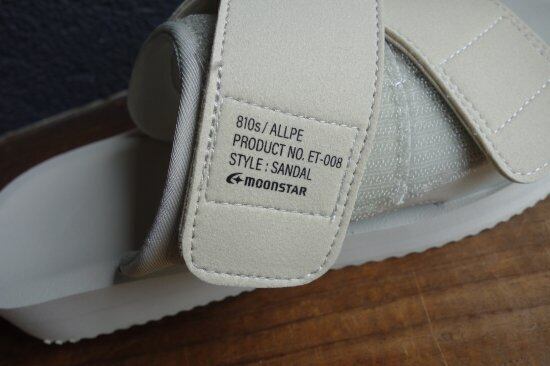 810s/ALLPE
PRODUCT NO. ET-008
STYLE : SANDAL
MOONSTAR